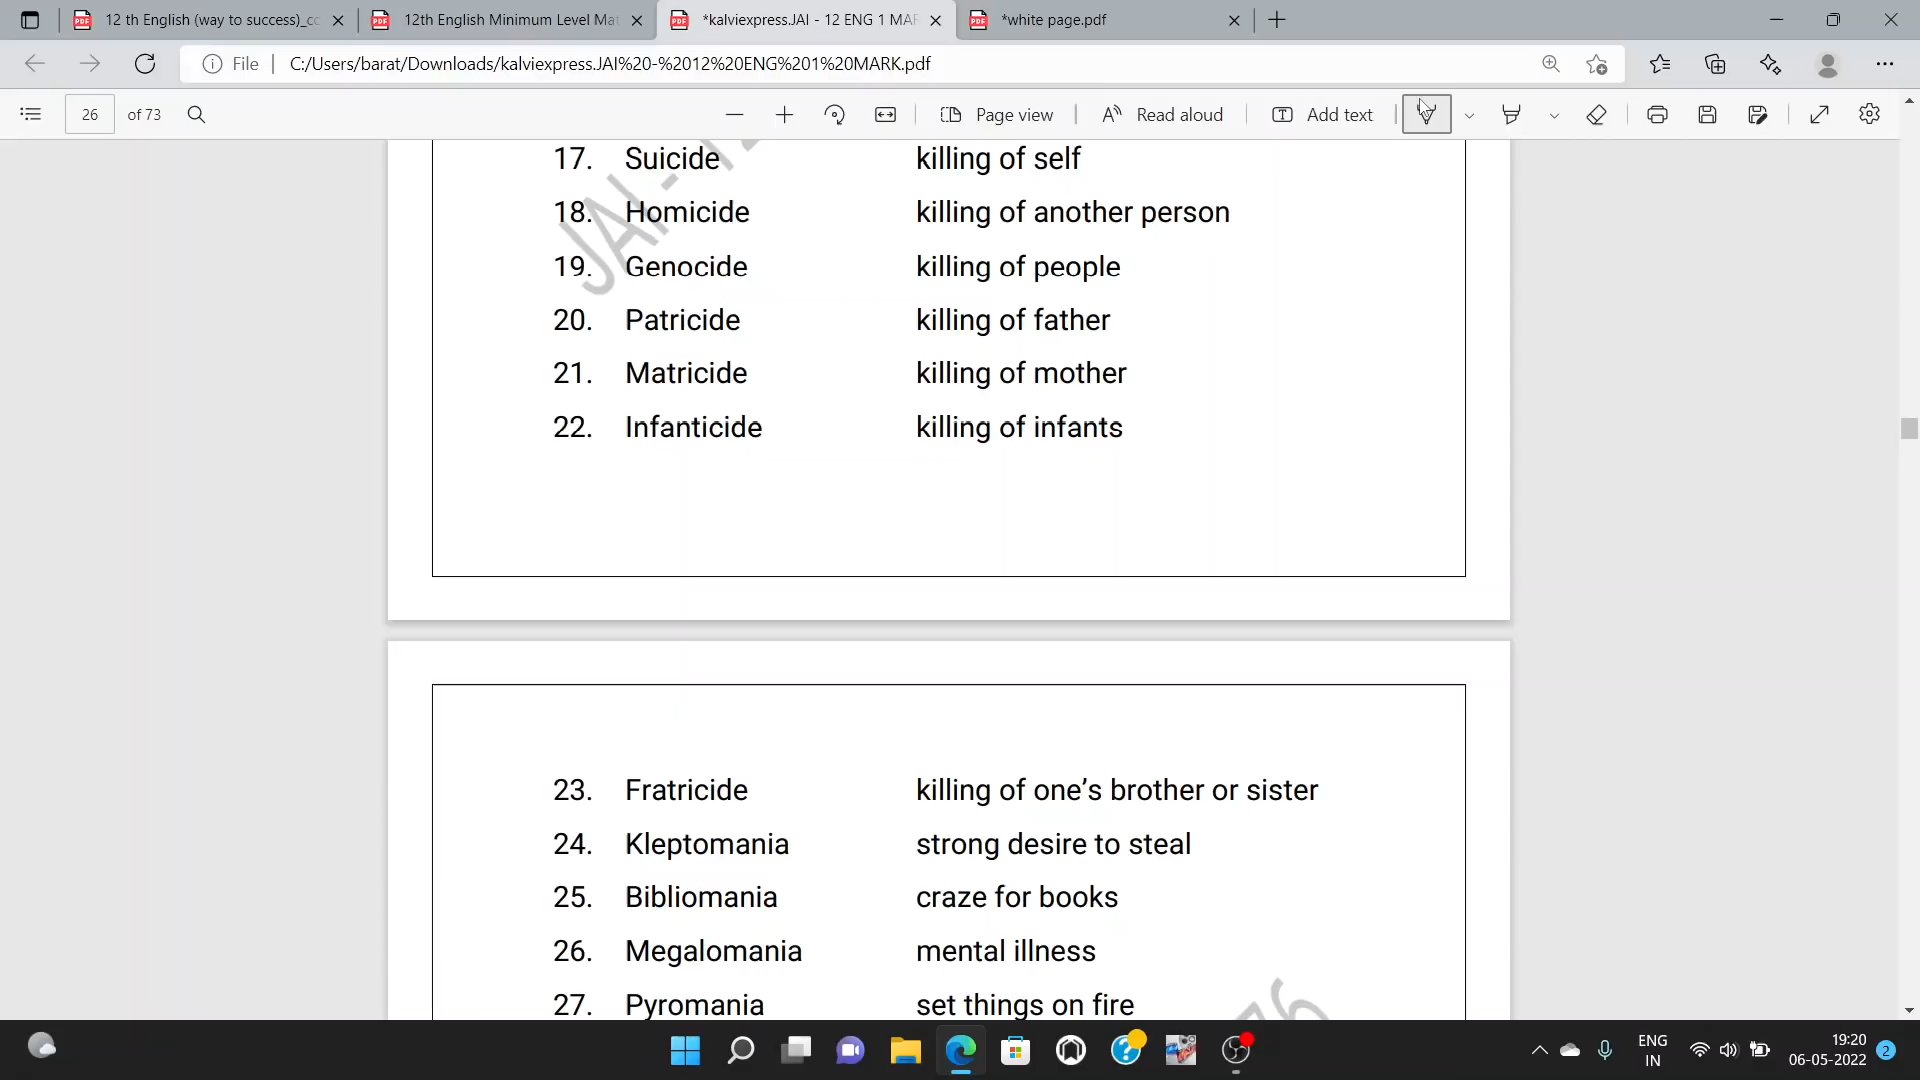 12 th English (way to success)_cc
12th English Minimum Level Mat
*kalviexpress.JAI - 12 ENG 1 MAR
*white page.pdf
File
C:/Users/barat/Downloads/kalviexpress.JAI%20-%2012%20ENG%201%20MARK.pdf
26 of 73
Page view
Read aloud
Add text
17. Suicide killing of self
18. Homicide killing of another person
19. Genocide killing of people
20. Patricide killing of father
21. Matricide killing of mother
22. Infanticide killing of infants
JAI -
23. Fratricide killing of one's brother or sister
24. Kleptomania strong desire to steal
25. Bibliomania craze for books
26. Megalomania mental illness
27. Pyromania set things on fire
76
ENG
IN
19:20
06-05-2022
2